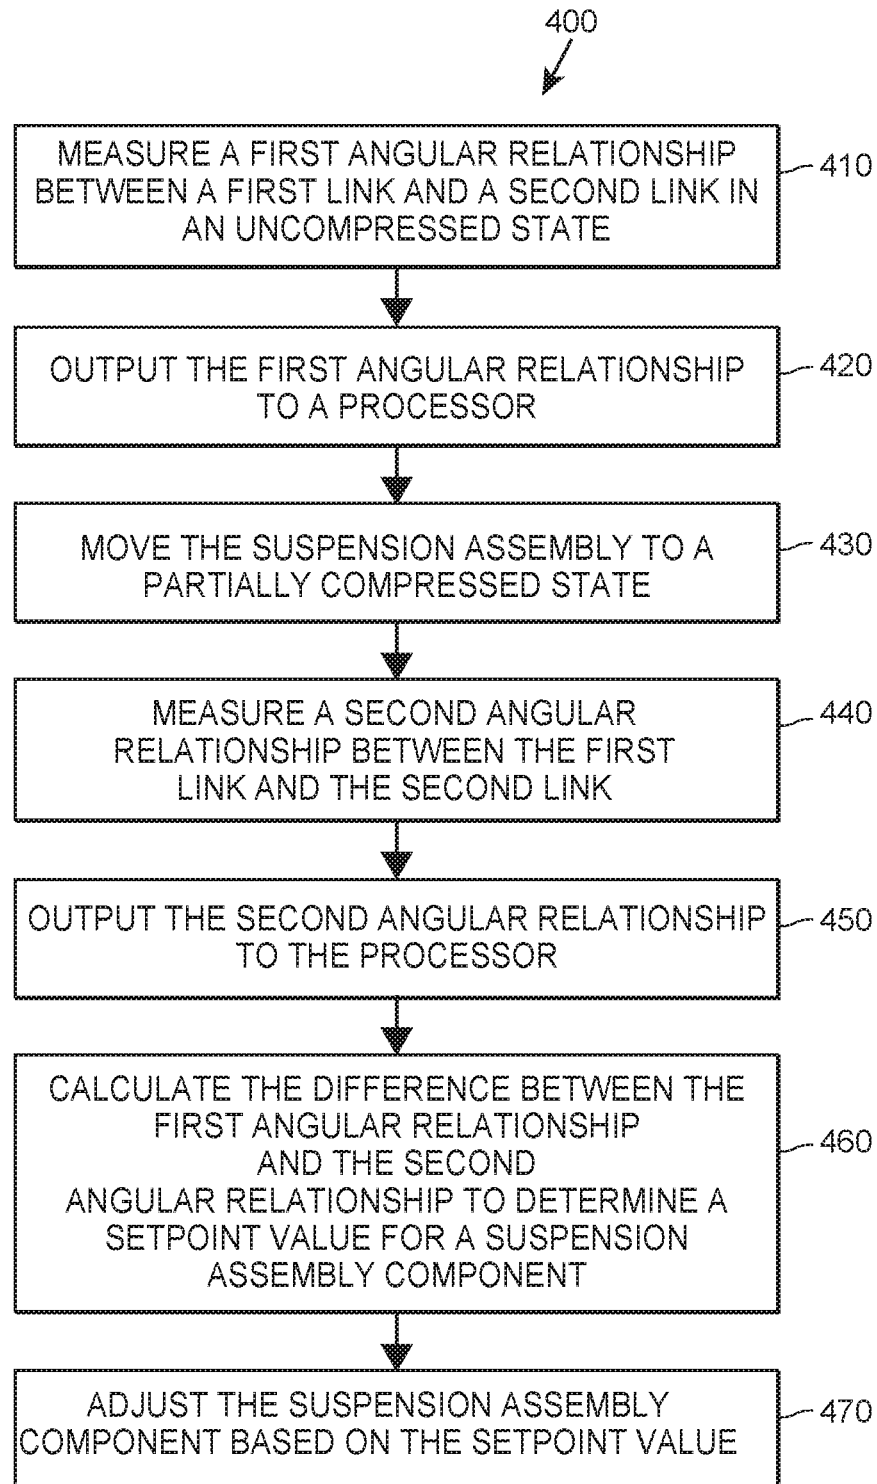 400
MEASURE A FIRST ANGULAR RELATIONSHIP
BETWEEN A FIRST LINK AND A SECOND LINK IN
AN UNCOMPRESSED STATE
410
OUTPUT THE FIRST ANGULAR RELATIONSHIP
TO A PROCESSOR
420
MOVE THE SUSPENSION ASSEMBLY TO A
PARTIALLY COMPRESSED STATE
430
MEASURE A SECOND ANGULAR
RELATIONSHIP BETWEEN THE FIRST
LINK AND THE SECOND LINK
440
OUTPUT THE SECOND ANGULAR RELATIONSHIP
TO THE PROCESSOR
450
CALCULATE THE DIFFERENCE BETWEEN THE
FIRST ANGULAR RELATIONSHIP
AND THE SECOND
ANGULAR RELATIONSHIP TO DETERMINE A
SETPOINT VALUE FOR A SUSPENSION
ASSEMBLY COMPONENT
460
ADJUST THE SUSPENSION ASSEMBLY
COMPONENT BASED ON THE SETPOINT VALUE
470